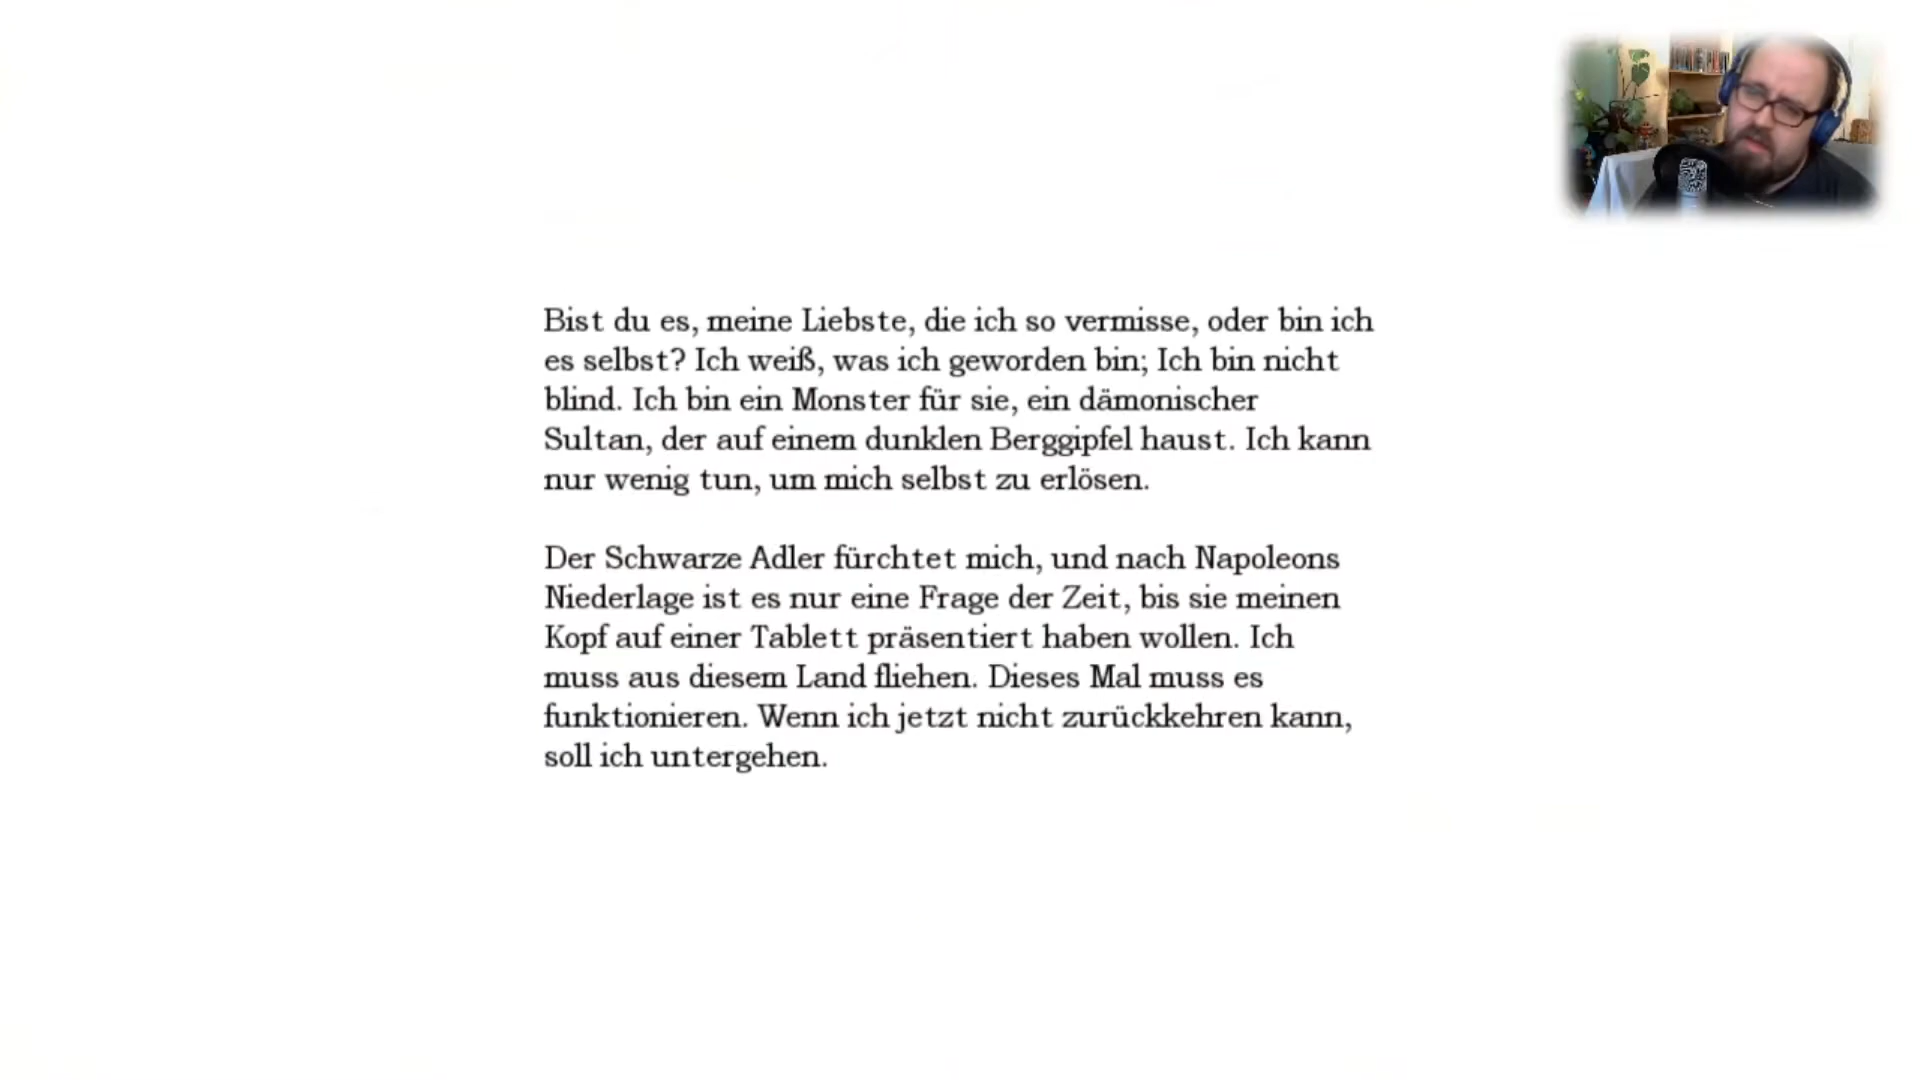 Bist du es, meine Liebste, die ich so vermisse, oder bin ich
es selbst? Ich weiß, was ich geworden bin; Ich bin nicht
blind. Ich bin ein Monster für sie, ein dämonischer
Sultan, der auf einem dunklen Berggipfel haust. Ich kann
nur wenig tun, um mich selbst zu erlösen.
Der Schwarze Adler fürchtet mich, und nach Napoleons
Niederlage ist es nur eine Frage der Zeit, bis sie meinen
Kopf auf einer Tablett präsentiert haben wollen. Ich
muss aus diesem Land fliehen. Dieses Mal muss es
funktionieren. Wenn ich jetzt nicht zurückkehren kann,
soll ich untergehen.